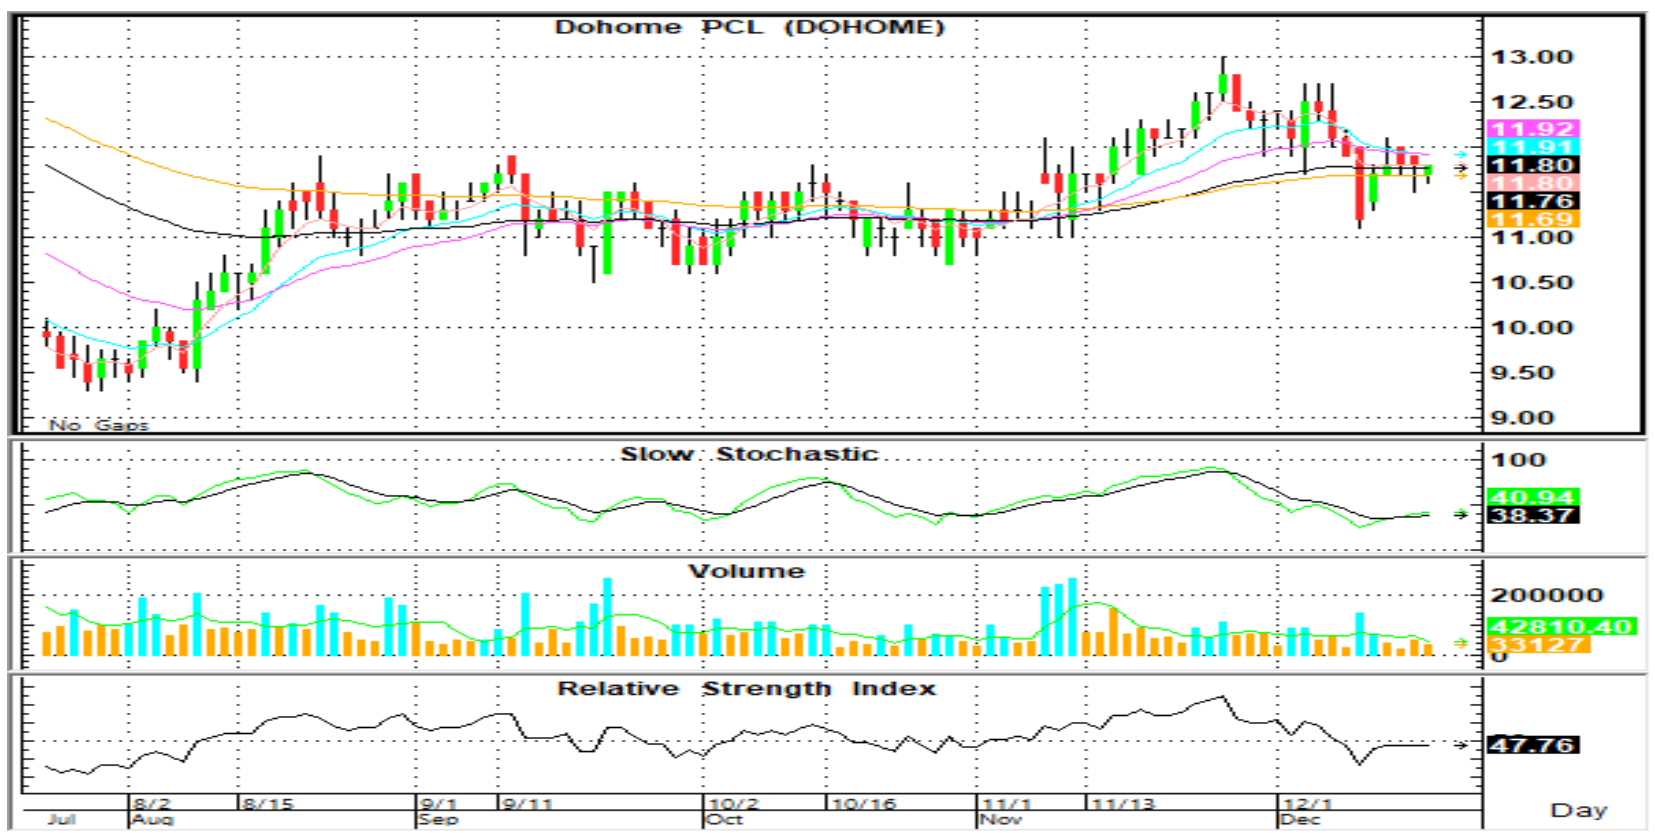 Dohome PCL (DOHOME)
13.00
12.50
11.92
11.91
11.80
11.80
11.76
11.69
11.00
10.50
10.00
9.50
9.00
No Gaps
Slow Stochastic
100
40.94
38.37
Volume
200000
42810.40
33127
0
Relative Strength Index
47.76
8/2 8/15 9/1 9/11 10/2 10/16 11/1 11/13 12/1
Jul Aug Sep Oct Nov Dec
Day